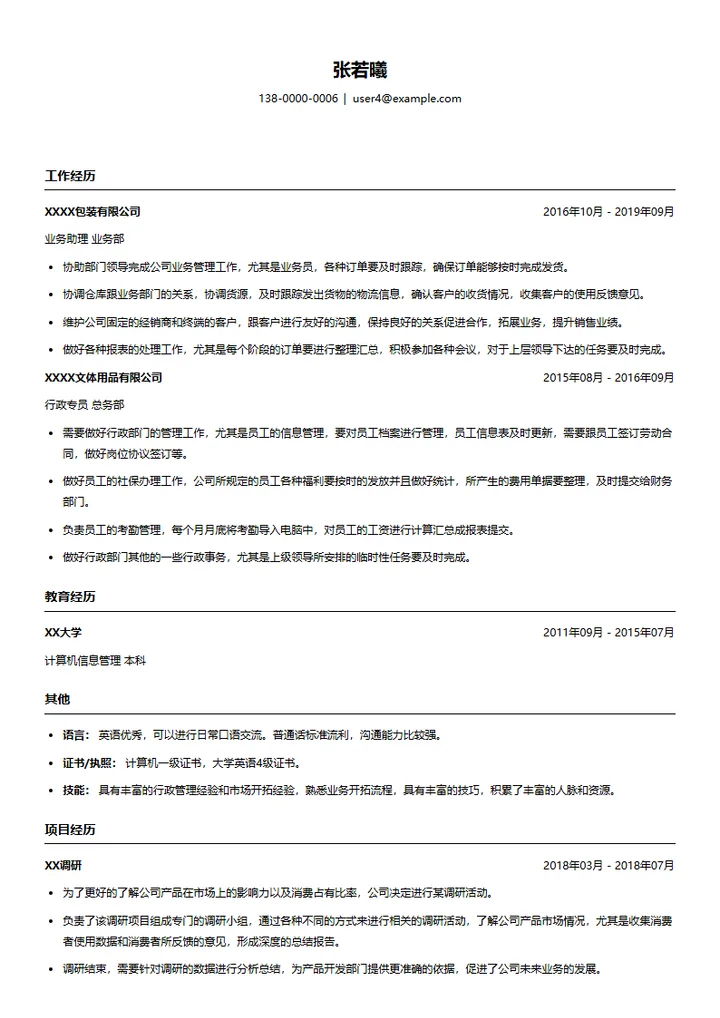 张若曦
138-0000-0006 | user4@example.com
工作经历
XXXX包装有限公司 2016年10月 - 2019年09月
业务助理 业务部
• 协助部门领导完成公司业务管理工作，尤其是业务员，各种订单要及时跟踪，确保订单能够按时完成发货。
• 协调仓库跟业务部门的关系，协调货源，及时跟踪发出货物的物流信息，确认客户的收货情况，收集客户的使用反馈意见。
• 维护公司固定的经销商和终端的客户，跟客户进行友好的沟通，保持良好的关系促进合作，拓展业务，提升销售业绩。
• 做好各种报表的处理工作，尤其是每个阶段的订单要进行整理汇总，积极参加各种会议，对于上层领导下达的任务要及时完成。
XXXX文体用品有限公司 2015年08月 - 2016年09月
行政专员 总务部
• 需要做好行政部门的管理工作，尤其是员工的信息管理，要对员工档案进行管理，员工信息表及时更新，需要跟员工签订劳动合
同，做好岗位协议签订等。
• 做好员工的社保办理工作，公司所规定的员工各种福利要按时的发放并且做好统计，所产生的费用单据要整理，及时提交给财务
部门。
• 负责员工的考勤管理，每个月月底将考勤导入电脑中，对员工的工资进行计算汇总成报表提交。
• 做好行政部门其他的一些行政事务，尤其是上级领导所安排的临时性任务要及时完成。
教育经历
XX大学 2011年09月 - 2015年07月
计算机信息管理 本科
其他
• 语言： 英语优秀，可以进行日常口语交流。普通话标准流利，沟通能力比较强。
• 证书/执照： 计算机一级证书，大学英语4级证书。
• 技能： 具有丰富的行政管理经验和市场开拓经验，熟悉业务开拓流程，具有丰富的技巧，积累了丰富的人脉和资源。
项目经历
XX调研 2018年03月 - 2018年07月
• 为了更好的了解公司产品在市场上的影响力以及消费占有比率，公司决定进行某调研活动。
• 负责了该调研项目组成专门的调研小组，通过各种不同的方式来进行相关的调研活动，了解公司产品市场情况，尤其是收集消费
者使用数据和消费者所反馈的意见，形成深度的总结报告。
• 调研结束，需要针对调研的数据进行分析总结，为产品开发部门提供更准确的依据，促进了公司未来业务的发展。